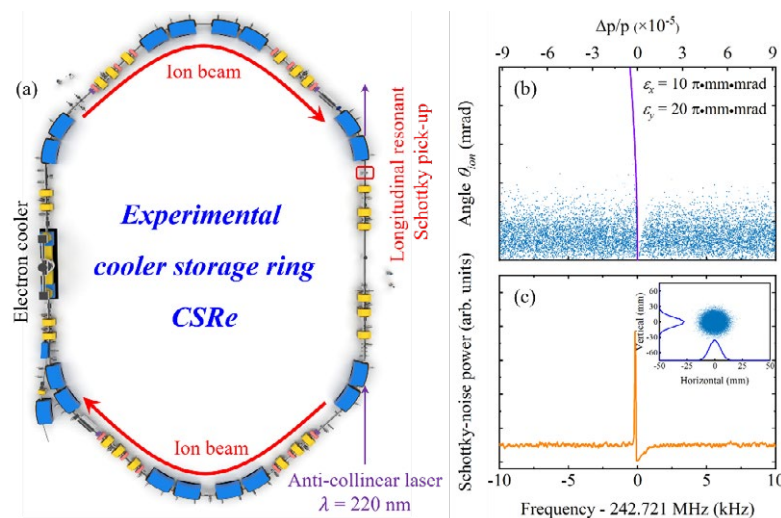 (a)
Ion beam
Longitudinal resonant
Schottky pick-up
Electron cooler
Experimental
cooler storage ring
CSRe
Ion beam
Anti-collinear laser
λ = 220 nm
Δp/p (×10⁻⁵)
-9 -6 -3 0 3 6 9
(b)
εₓ = 10 π•mm•mrad
ε_y = 20 π•mm•mrad
Angle θ_ion (mrad)
(c)
Schottky-noise power (arb. units)
Vertical (mm)
60
30
0
-30
-60
-50 -25 0 25 50
Horizontal (mm)
-10 -5 0 5 10
Frequency - 242.721 MHz (kHz)